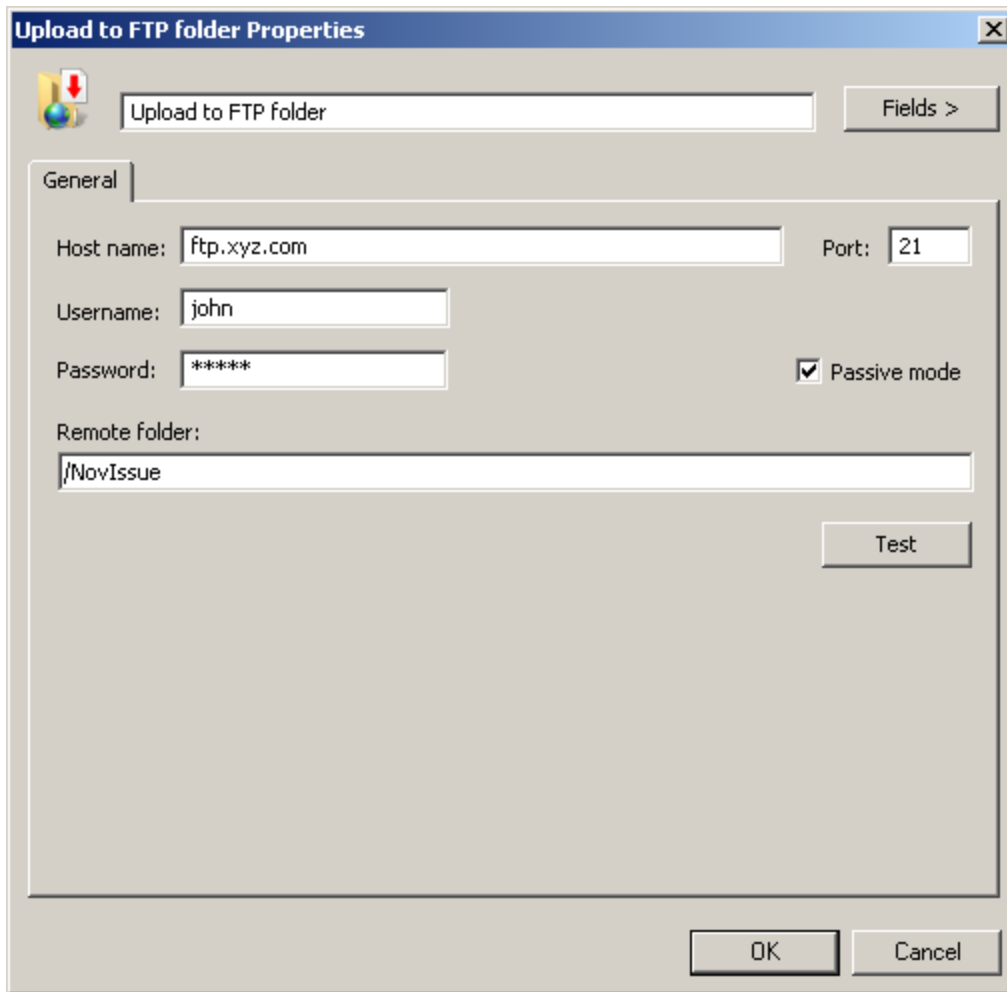 Upload to FTP folder Properties
Upload to FTP folder
Fields >
General
Host name: ftp.xyz.com Port: 21
Username: john
Password: *****
Passive mode
Remote folder:
/NovIssue
Test
OK Cancel